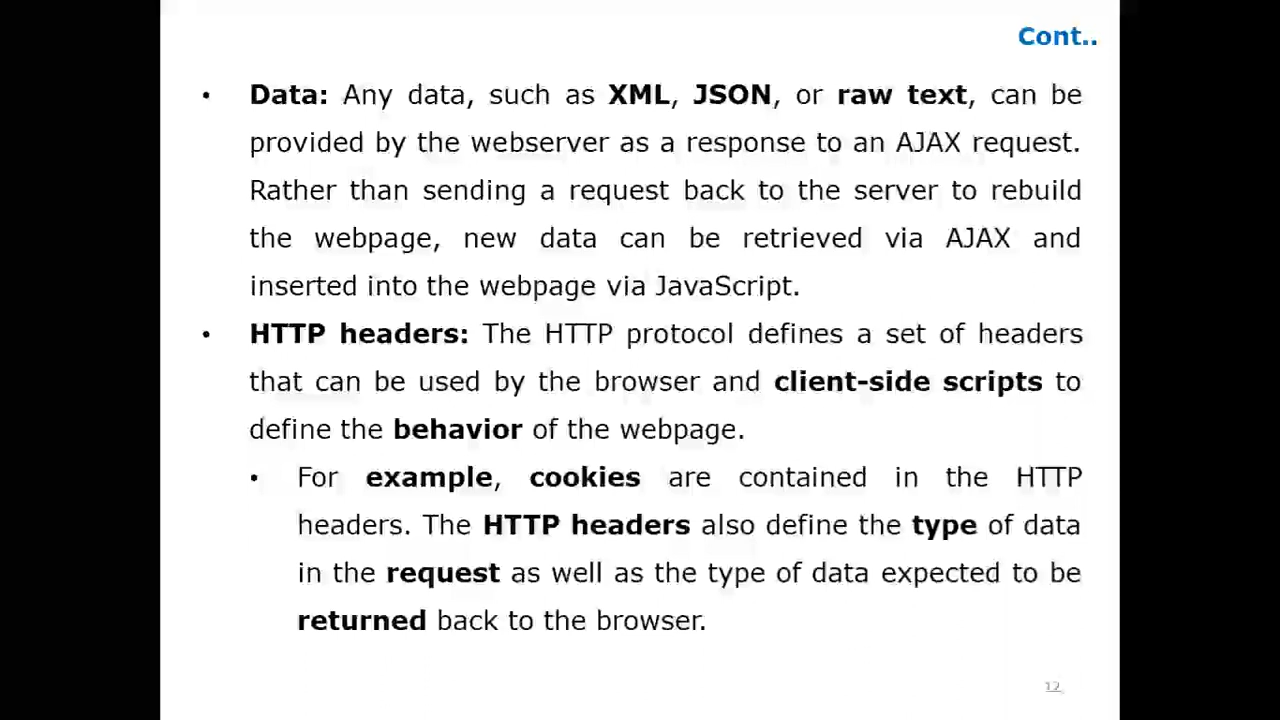 Cont..
• Data: Any data, such as XML, JSON, or raw text, can be
provided by the webserver as a response to an AJAX request.
Rather than sending a request back to the server to rebuild
the webpage, new data can be retrieved via AJAX and
inserted into the webpage via JavaScript.
• HTTP headers: The HTTP protocol defines a set of headers
that can be used by the browser and client-side scripts to
define the behavior of the webpage.
• For example, cookies are contained in the HTTP
headers. The HTTP headers also define the type of data
in the request as well as the type of data expected to be
returned back to the browser.
12